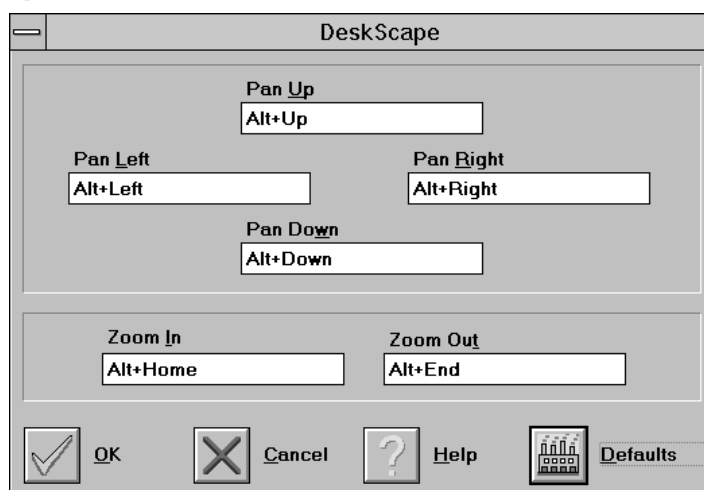 DeskScape
Pan Up
Alt+Up
Pan Left Pan Right
Alt+Left Alt+Right
Pan Down
Alt+Down
Zoom In Zoom Out
Alt+Home Alt+End
OK Cancel ? Help Defaults